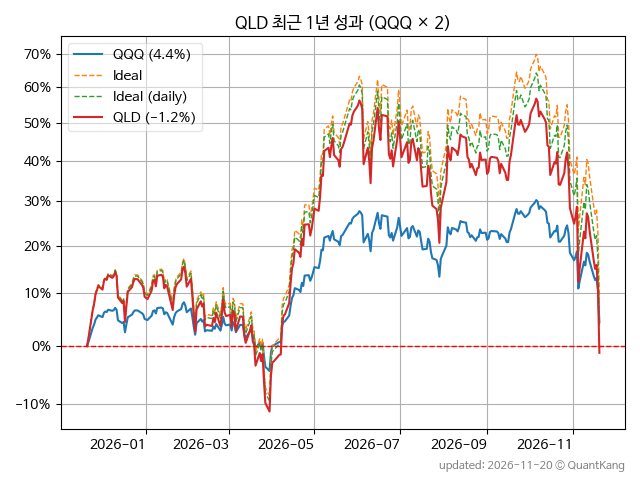 QLD 최근 1년 성과 (QQQ × 2)
70%
60%
50%
40%
30%
20%
10%
0%
−10%
QQQ (4.4%)
Ideal
Ideal (daily)
QLD (−1.2%)
2026-01
2026-03
2026-05
2026-07
2026-09
2026-11
updated: 2026-11-20 © QuantKang